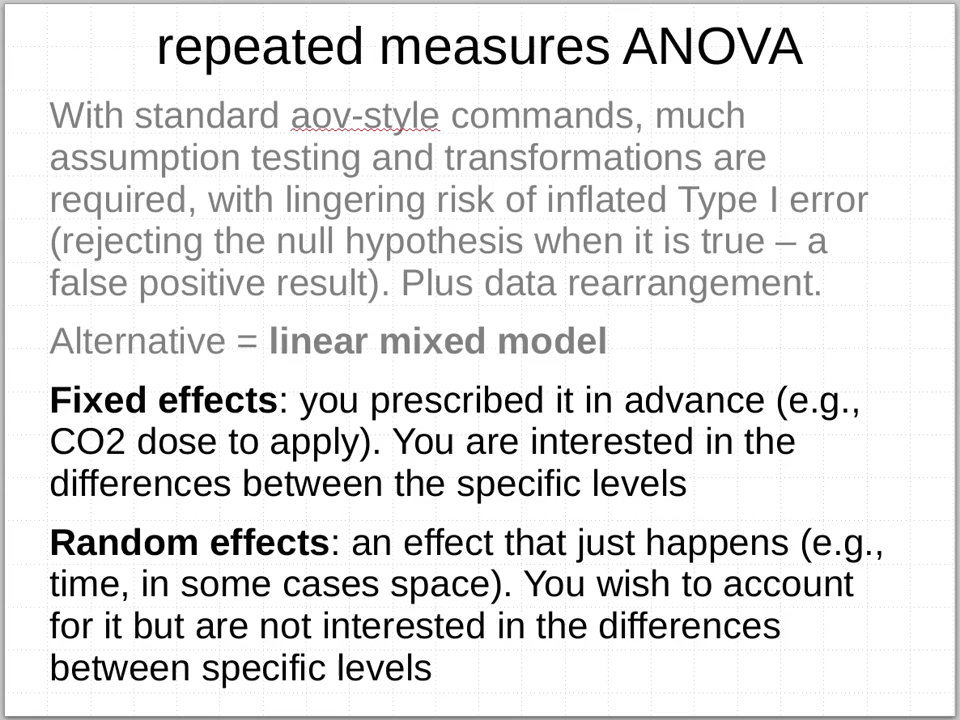 repeated measures ANOVA
With standard aov-style commands, much
assumption testing and transformations are
required, with lingering risk of inflated Type I error
(rejecting the null hypothesis when it is true – a
false positive result). Plus data rearrangement.
Alternative = linear mixed model
Fixed effects: you prescribed it in advance (e.g.,
CO2 dose to apply). You are interested in the
differences between the specific levels
Random effects: an effect that just happens (e.g.,
time, in some cases space). You wish to account
for it but are not interested in the differences
between specific levels